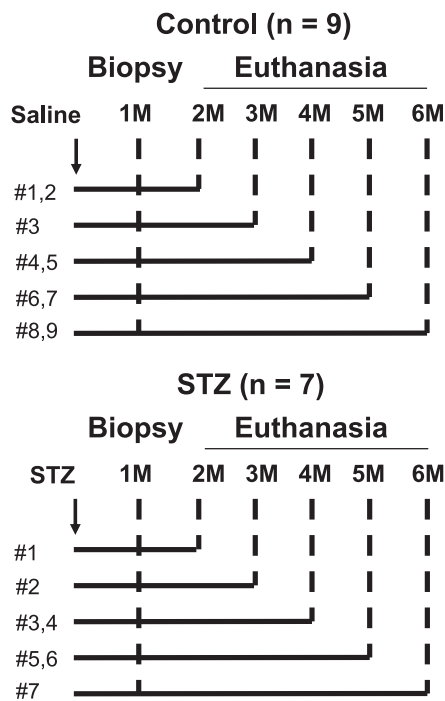 Control (n = 9)
Biopsy Euthanasia
Saline 1M 2M 3M 4M 5M 6M
#1,2
#3
#4,5
#6,7
#8,9
STZ (n = 7)
Biopsy Euthanasia
STZ 1M 2M 3M 4M 5M 6M
#1
#2
#3,4
#5,6
#7